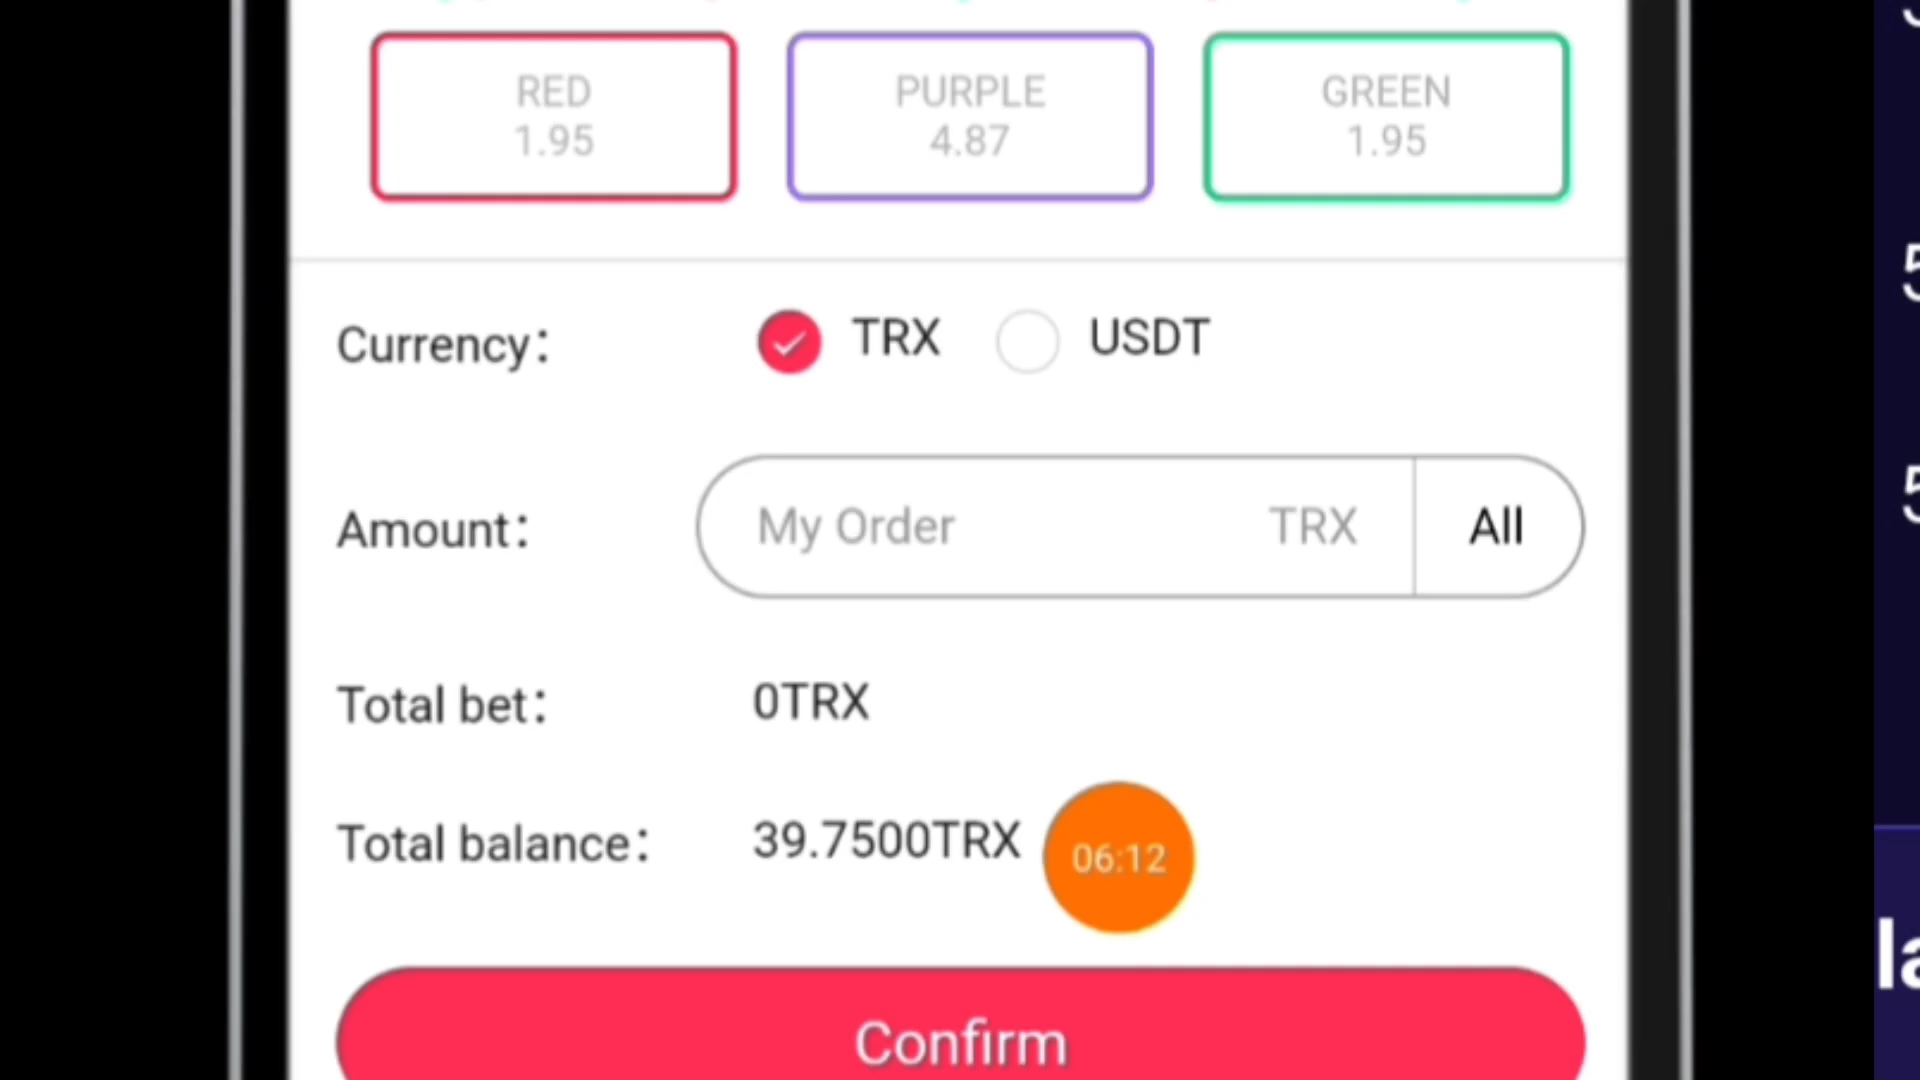 RED
1.95
PURPLE
4.87
GREEN
1.95
Currency:
TRX
USDT
Amount:
My Order
TRX
All
Total bet:
0TRX
Total balance:
39.7500TRX
06:12
Confirm